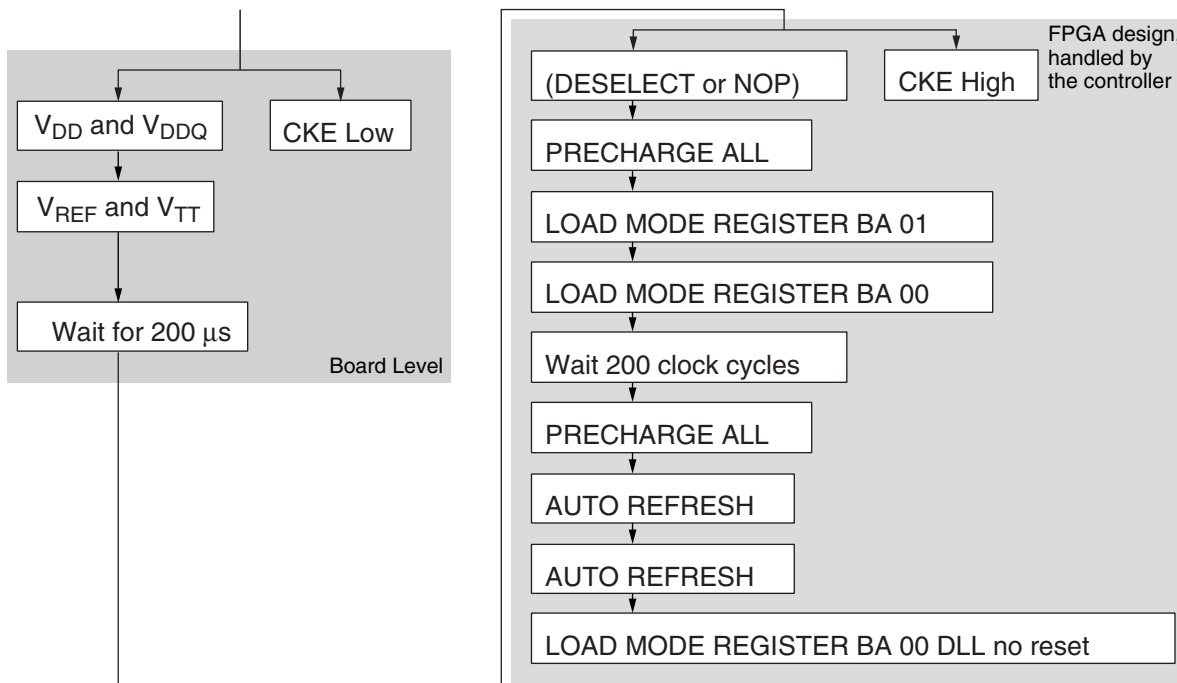 V_DD and V_DDQ
CKE Low
V_REF and V_TT
Wait for 200 μs
Board Level
FPGA design,
handled by
the controller
(DESELECT or NOP)
CKE High
PRECHARGE ALL
LOAD MODE REGISTER BA 01
LOAD MODE REGISTER BA 00
Wait 200 clock cycles
PRECHARGE ALL
AUTO REFRESH
AUTO REFRESH
LOAD MODE REGISTER BA 00 DLL no reset